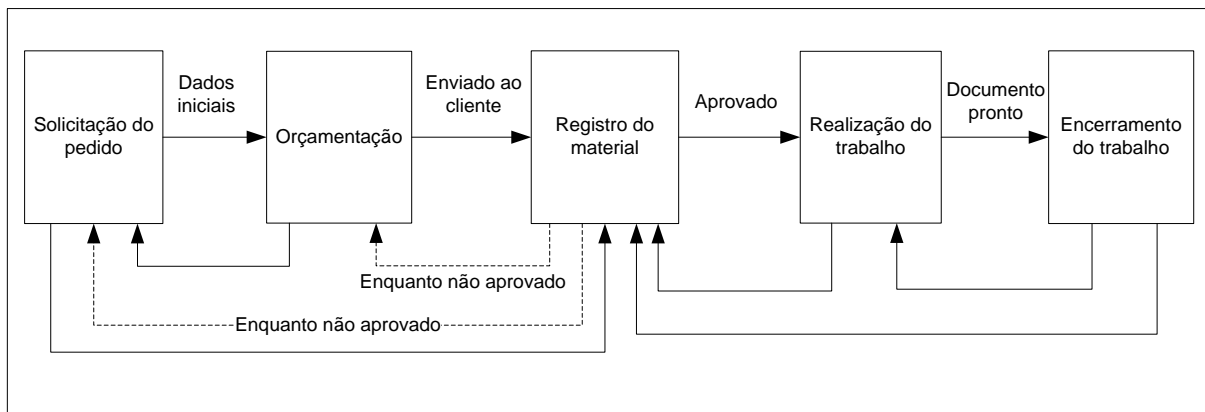 Solicitação do
pedido
Dados
iniciais
Orçamentação
Enviado ao
cliente
Registro do
material
Aprovado
Realização do
trabalho
Documento
pronto
Encerramento
do trabalho
Enquanto não aprovado
Enquanto não aprovado